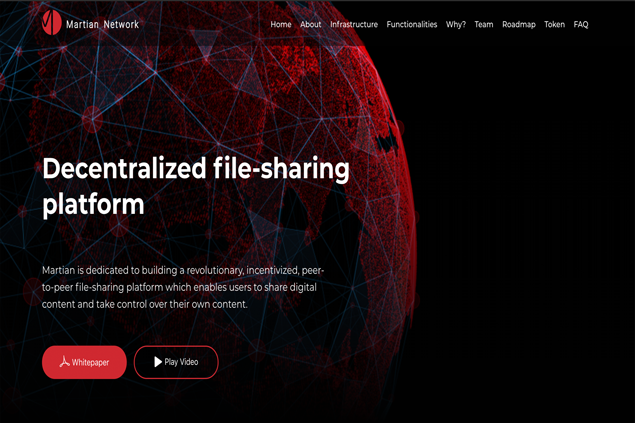 Martian Network
Home About Infrastructure Functionalities Why? Team Roadmap Token FAQ
Decentralized file-sharing
platform
Martian is dedicated to building a revolutionary, incentivized, peer-
to-peer file-sharing platform which enables users to share digital
content and take control over their own content.
Whitepaper Play Video